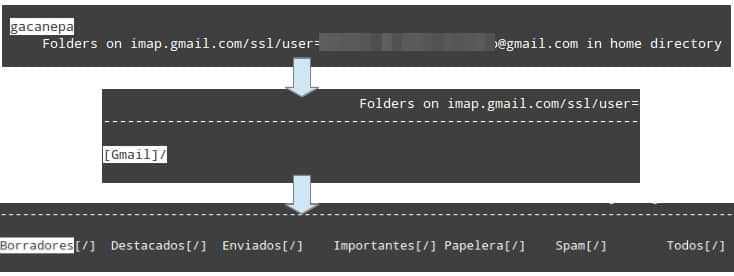 gacanepa
Folders on imap.gmail.com/ssl/user= @gmail.com in home directory
Folders on imap.gmail.com/ssl/user=
[Gmail]/
Borradores[/] Destacados[/] Enviados[/] Importantes[/] Papelera[/] Spam[/] Todos[/]